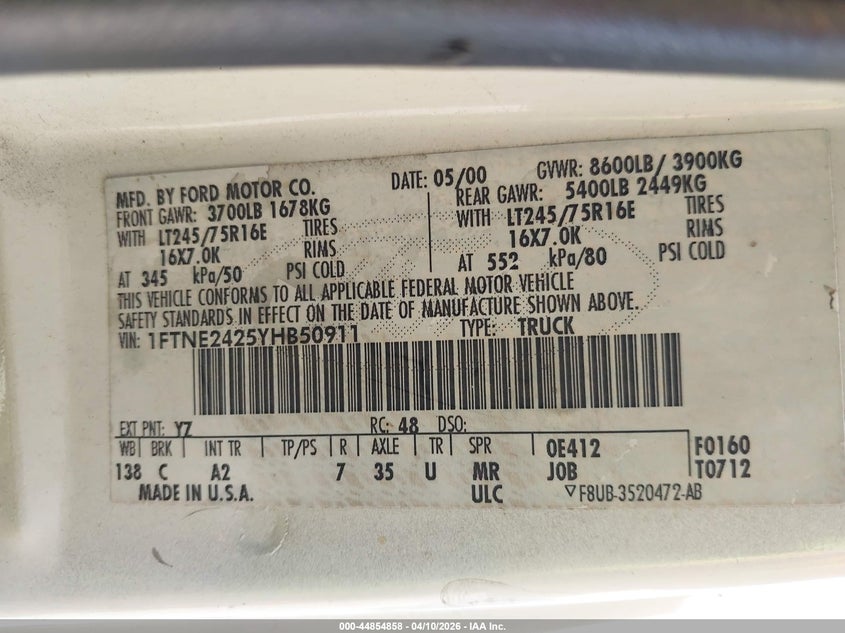 MFD. BY FORD MOTOR CO. DATE: 05/00 GVWR: 8600LB / 3900KG
FRONT GAWR: 3700LB 1678KG REAR GAWR: 5400LB 2449KG
WITH LT245/75R16E TIRES WITH LT245/75R16E TIRES
16X7.0K RIMS 16X7.0K RIMS
AT 345 kPa/50 PSI COLD AT 552 kPa/80 PSI COLD
THIS VEHICLE CONFORMS TO ALL APPLICABLE FEDERAL MOTOR VEHICLE
SAFETY STANDARDS IN EFFECT ON THE DATE OF MANUFACTURE SHOWN ABOVE.
VIN: 1FTNE2425YHB50911 TYPE: TRUCK
EXT PNT: YZ RC: 48 DSO:
WB BRK INT TR TP/PS R AXLE TR SPR 0E412 F0160
138 C A2 7 35 U MR JOB T0712
MADE IN U.S.A. ULC F8UB-3520472-AB
000-44854858 - 04/10/2026 - IAA Inc.